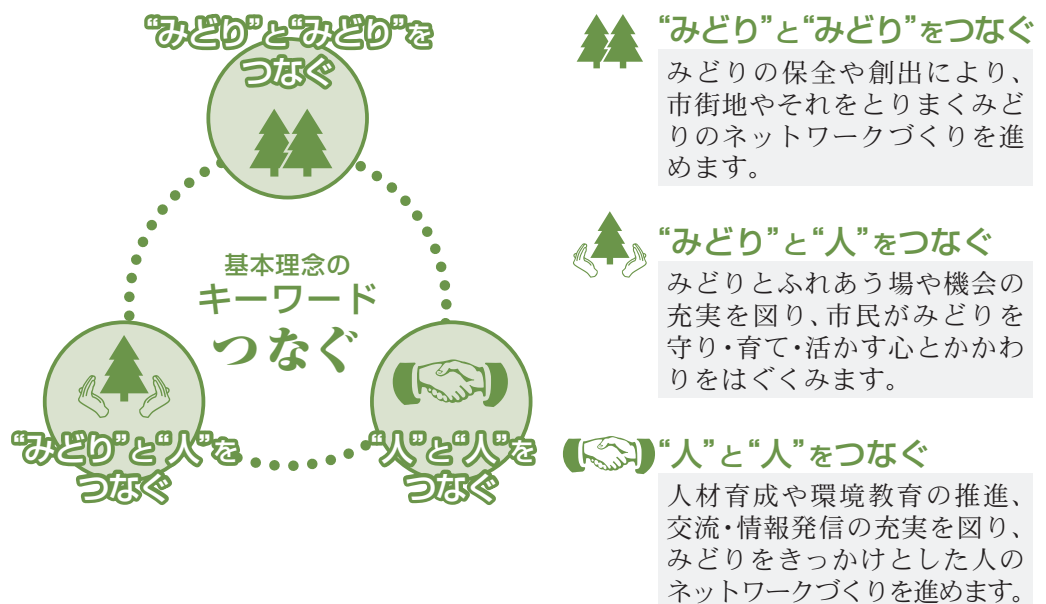 “みどり”と“みどり”を
つなぐ
基本理念の
キーワード
つなぐ
“みどり”と“人”を
つなぐ
“人”と“人”を
つなぐ
“みどり”と“みどり”をつなぐ
みどりの保全や創出により、
市街地やそれをとりまくみど
りのネットワークづくりを進
めます。
“みどり”と“人”をつなぐ
みどりとふれあう場や機会の
充実を図り、市民がみどりを
守り・育て・活かす心とかかわ
りをはぐくみます。
“人”と“人”をつなぐ
人材育成や環境教育の推進、
交流・情報発信の充実を図り、
みどりをきっかけとした人の
ネットワークづくりを進めます。